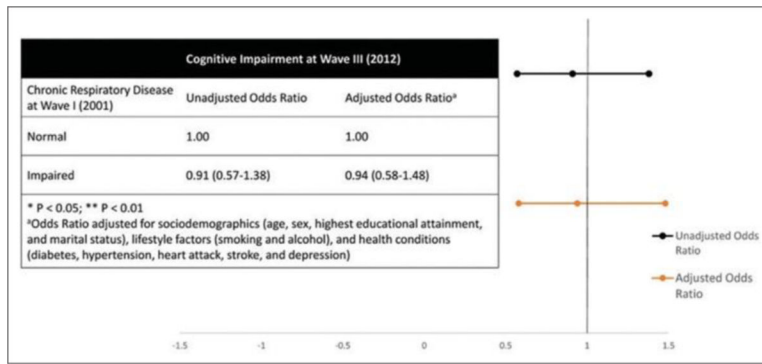 Cognitive Impairment at Wave III (2012)
Chronic Respiratory Disease
at Wave I (2001)
Unadjusted Odds Ratio
Adjusted Odds Ratioᵃ
Normal
1.00
1.00
Impaired
0.91 (0.57-1.38)
0.94 (0.58-1.48)
* P < 0.05; ** P < 0.01
ᵃOdds Ratio adjusted for sociodemographics (age, sex, highest educational attainment,
and marital status), lifestyle factors (smoking and alcohol), and health conditions
(diabetes, hypertension, heart attack, stroke, and depression)
Unadjusted Odds
Ratio
Adjusted Odds
Ratio
-1.5 -1 -0.5 0 0.5 1 1.5